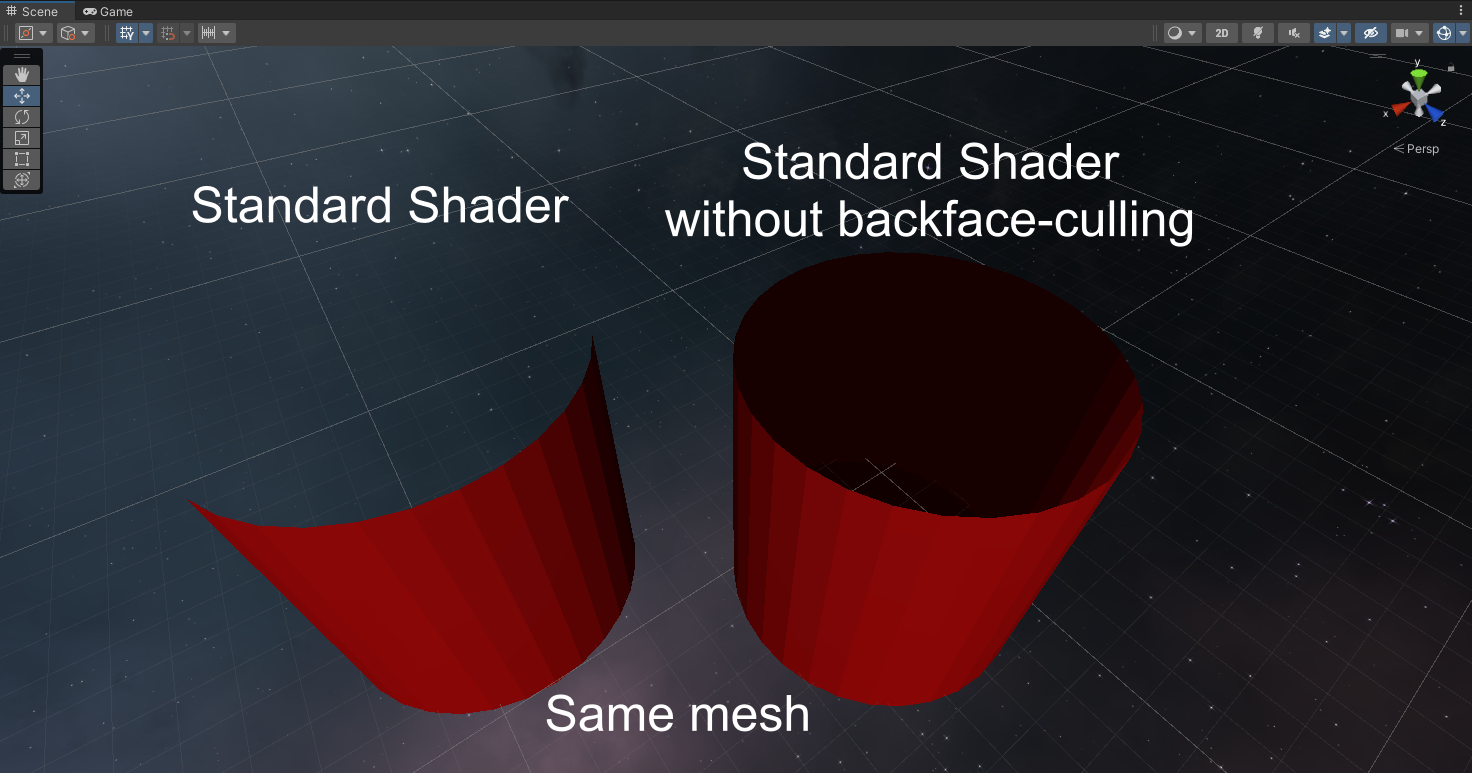 Scene
Game
2D
y
x
z
Persp
Standard Shader
Standard Shader
without backface-culling
Same mesh